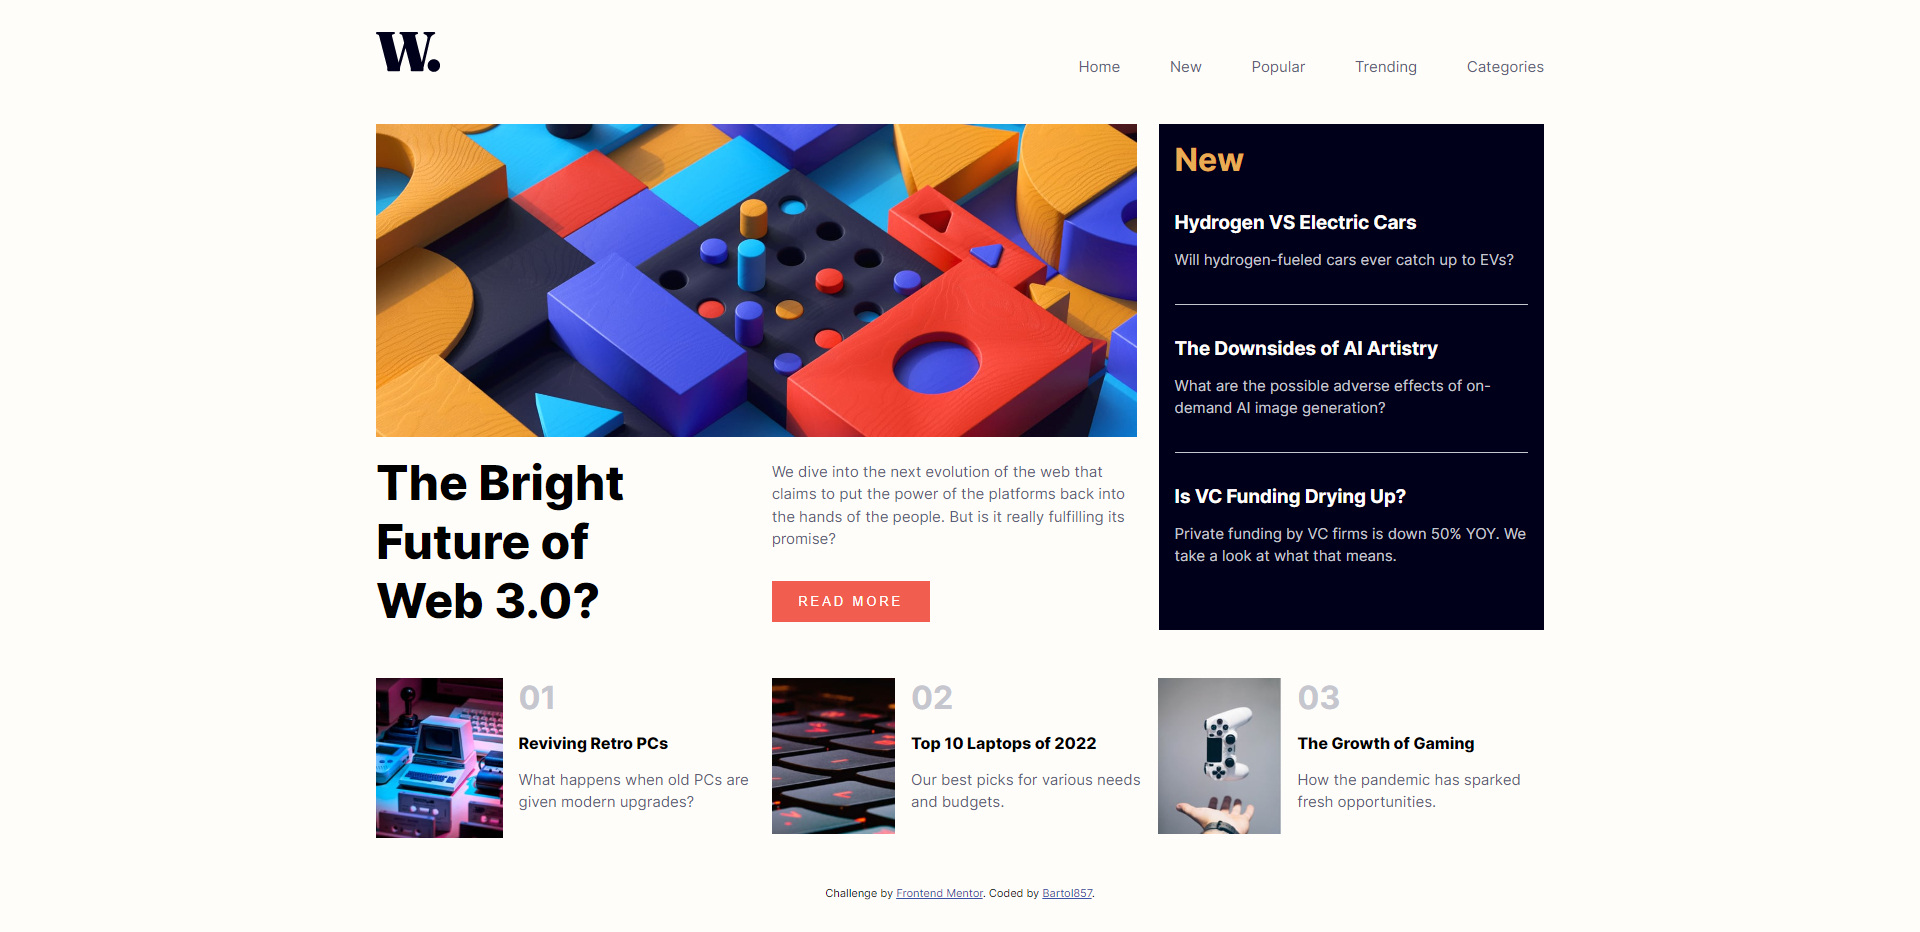 W.
Home
New
Popular
Trending
Categories
New
Hydrogen VS Electric Cars
Will hydrogen-fueled cars ever catch up to EVs?
The Downsides of AI Artistry
What are the possible adverse effects of on-
demand AI image generation?
Is VC Funding Drying Up?
Private funding by VC firms is down 50% YOY. We
take a look at what that means.
The Bright
Future of
Web 3.0?
We dive into the next evolution of the web that
claims to put the power of the platforms back into
the hands of the people. But is it really fulfilling its
promise?
READ MORE
01
Reviving Retro PCs
What happens when old PCs are
given modern upgrades?
02
Top 10 Laptops of 2022
Our best picks for various needs
and budgets.
03
The Growth of Gaming
How the pandemic has sparked
fresh opportunities.
Challenge by Frontend Mentor. Coded by Bartol857.